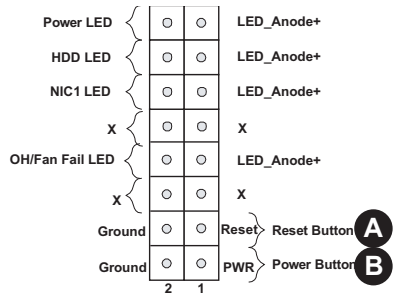 Power LED LED_Anode+
HDD LED LED_Anode+
NIC1 LED LED_Anode+
X X
OH/Fan Fail LED LED_Anode+
X X
Ground Reset Reset Button A
Ground PWR Power Button B
2 1